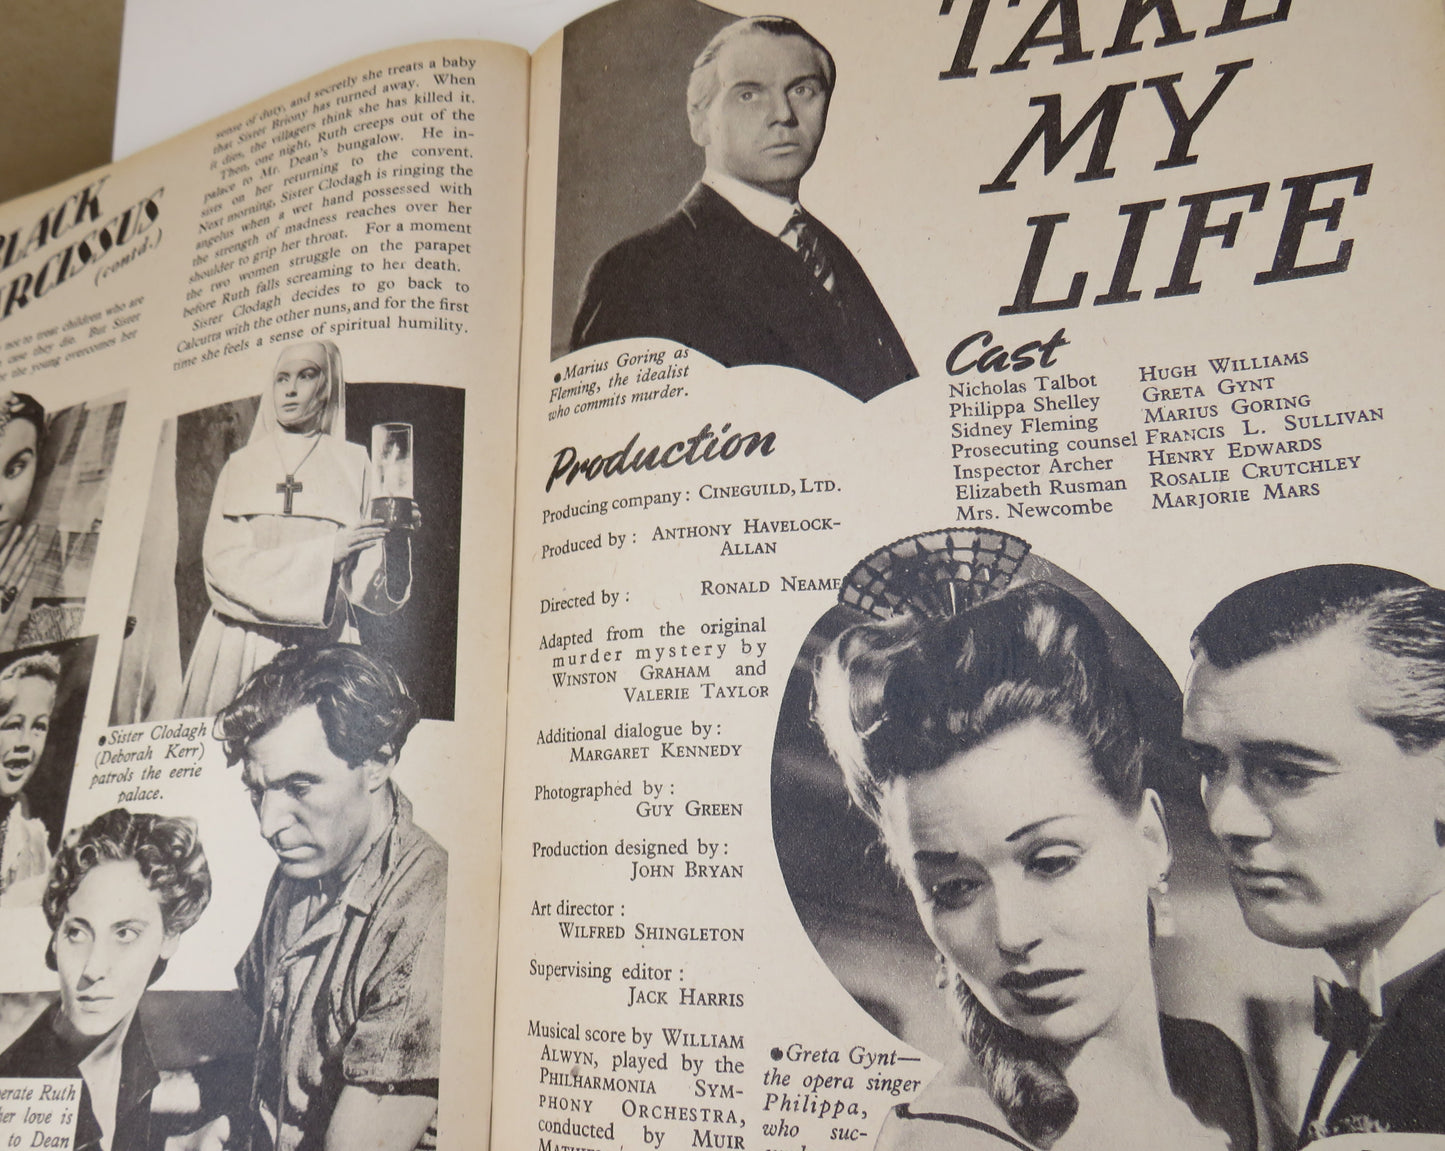 BLACK
NARCISSUS
(contd.)
not to treat children who are
case they die. But Sister
the young overcomes her
sense of duty, and secretly she treats a baby
that Sister Briony has turned away. When
it dies, the villagers think she has killed it.
Then, one night, Ruth creeps out of the
palace to Mr. Dean's bungalow. He in-
sists on her returning to the convent.
Next morning, Sister Clodagh is ringing the
angelus when a wet hand possessed with
the strength of madness reaches over her
shoulder to grip her throat. For a moment
the two women struggle on the parapet
before Ruth falls screaming to her death.
Sister Clodagh decides to go back to
Calcutta with the other nuns, and for the first
time she feels a sense of spiritual humility.
●Sister Clodagh
(Deborah Kerr)
patrols the eerie
palace.
erate Ruth
her love is
to Dean
TAKE
MY
LIFE
●Marius Goring as
Fleming, the idealist
who commits murder.
Production
Producing company: CINEGUILD, LTD.
Produced by: ANTHONY HAVELOCK-
ALLAN
Directed by: RONALD NEAME
Adapted from the original
murder mystery by
WINSTON GRAHAM and
VALERIE TAYLOR
Additional dialogue by:
MARGARET KENNEDY
Photographed by:
GUY GREEN
Production designed by:
JOHN BRYAN
Art director:
WILFRED SHINGLETON
Supervising editor:
JACK HARRIS
Musical score by WILLIAM
ALWYN, played by the
PHILHARMONIA SYM-
PHONY ORCHESTRA,
conducted by MUIR
Cast
Nicholas Talbot HUGH WILLIAMS
Philippa Shelley GRETA GYNT
Sidney Fleming MARIUS GORING
Prosecuting counsel FRANCIS L. SULLIVAN
Inspector Archer HENRY EDWARDS
Elizabeth Rusman ROSALIE CRUTCHLEY
Mrs. Newcombe MARJORIE MARS
●Greta Gynt—
the opera singer
Philippa,
who suc-